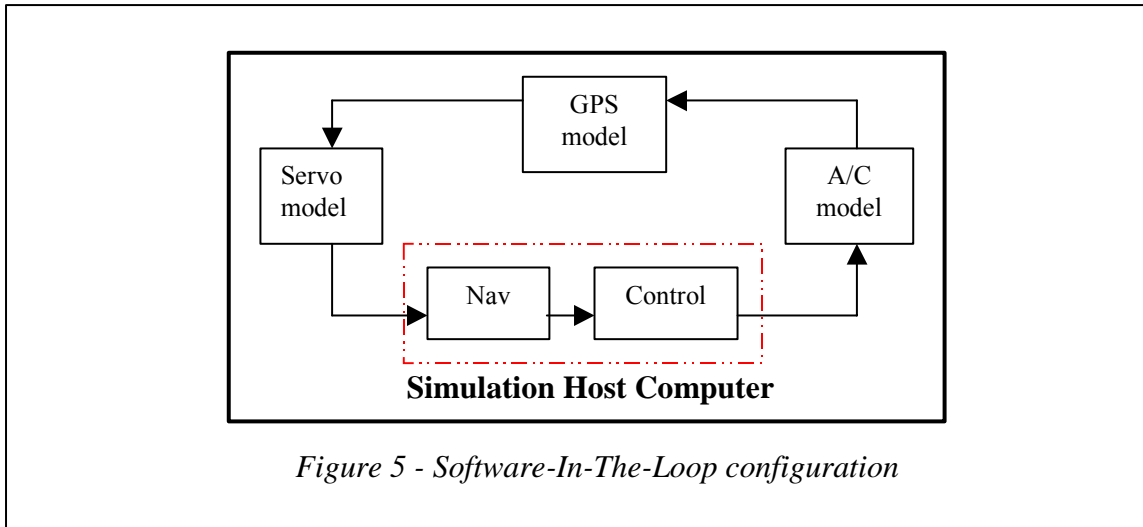 GPS
model
Servo
model
A/C
model
Nav
Control
Simulation Host Computer
Figure 5 - Software-In-The-Loop configuration